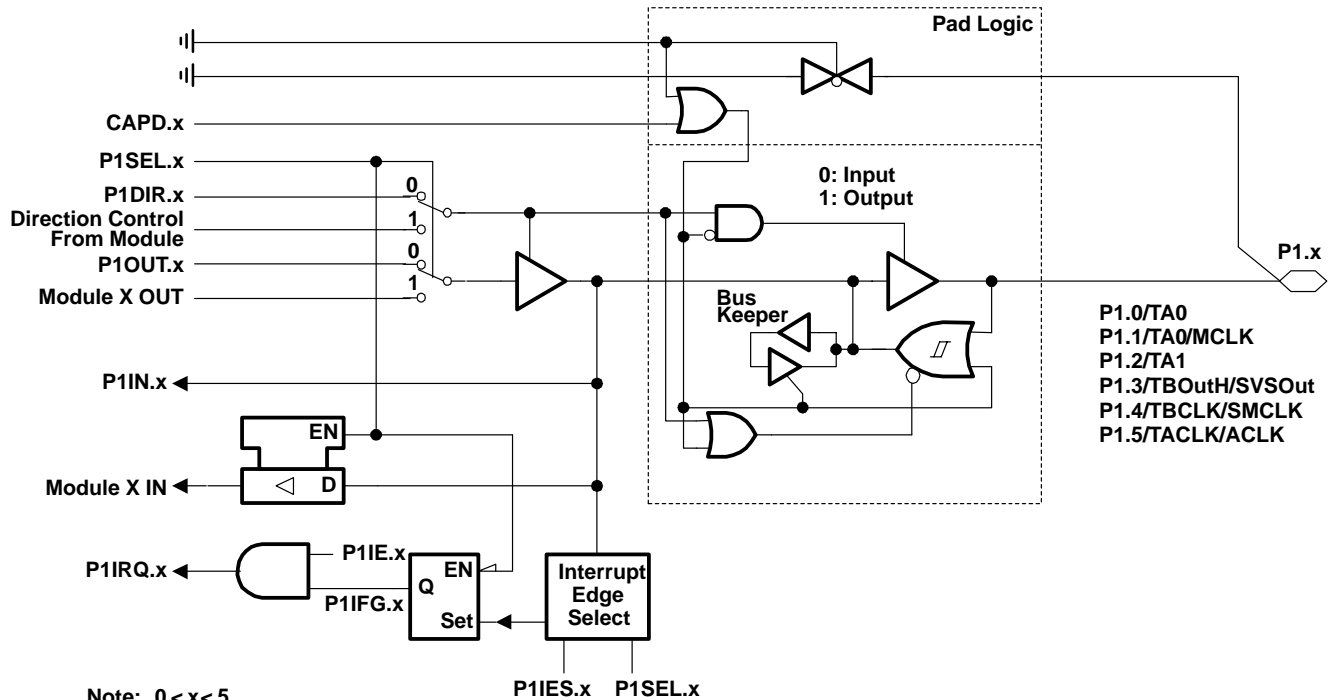 Pad Logic
CAPD.x
P1SEL.x
P1DIR.x
0
Direction Control
From Module
1
P1OUT.x
0
Module X OUT
1
0: Input
1: Output
P1.x
Bus
Keeper
P1.0/TA0
P1.1/TA0/MCLK
P1.2/TA1
P1.3/TBOutH/SVSOut
P1.4/TBCLK/SMCLK
P1.5/TACLK/ACLK
P1IN.x
EN
Module X IN
D
P1IRQ.x
P1IE.x
P1IFG.x
EN
Q
Set
Interrupt
Edge
Select
P1IES.x P1SEL.x
Note: 0 < x < 5